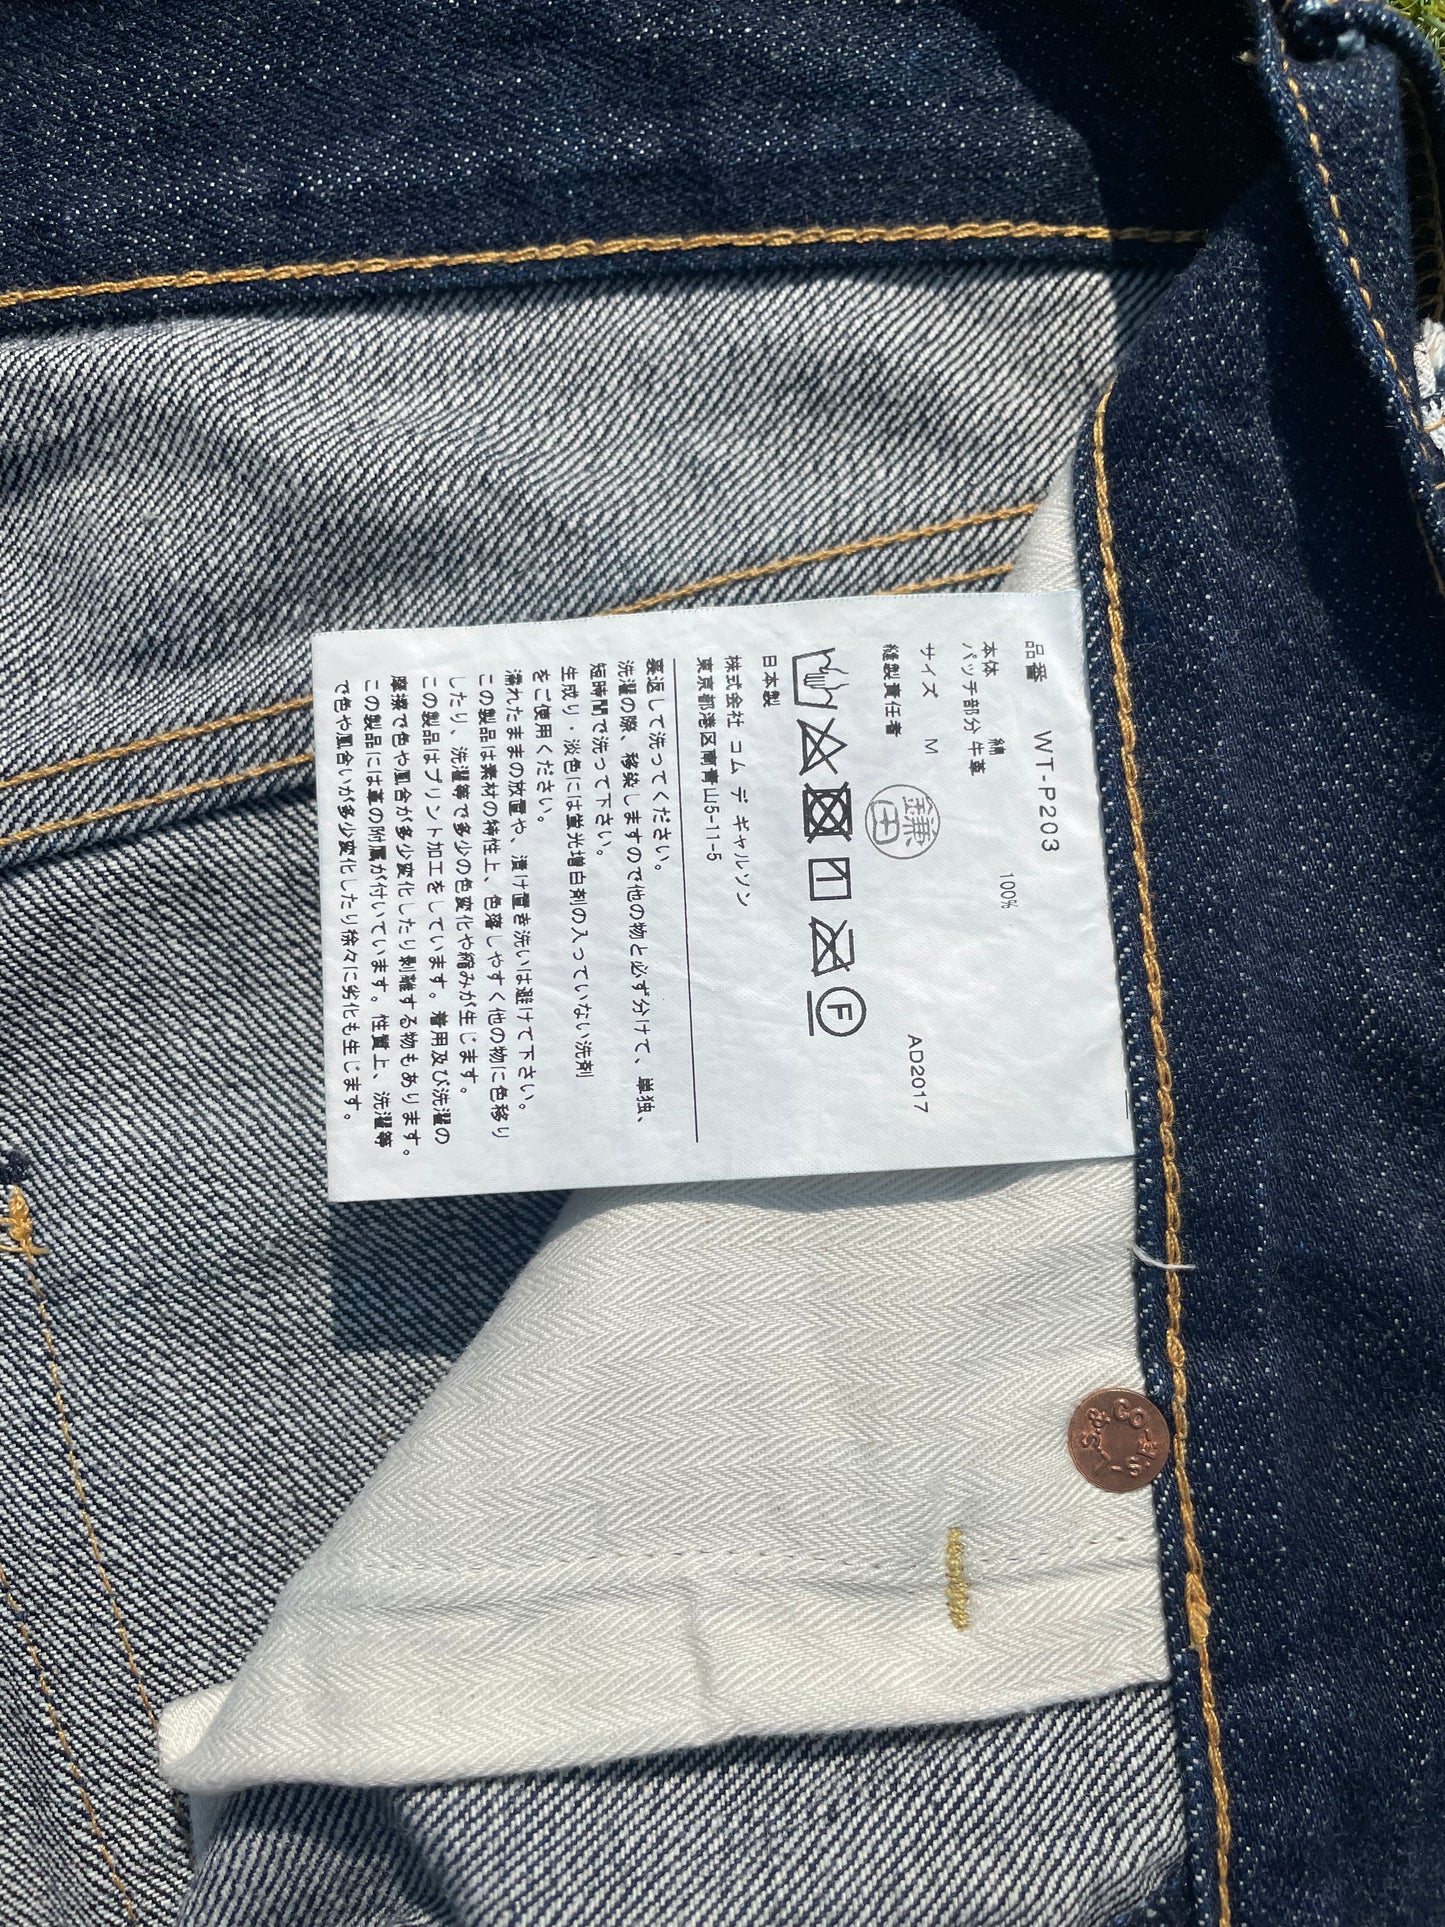 品番 WT-P203
本体 綿 100%
パッチ部分 牛革
サイズ M
縫製責任者 鎌田 AD2017
F
日本製
株式会社 コム デ ギャルソン
東京都港区南青山5-11-5
裏返して洗ってください。
洗濯の際、移染しますので他の物と必ず分けて、単独、
短時間で洗って下さい。
生成り・淡色には蛍光増白剤の入っていない洗剤
をご使用ください。
濡れたままの放置や、漬け置き洗いは避けて下さい。
この製品は素材の特性上、色落しやすく他の物に色移り
したり、洗濯等で多少の色変化や縮みが生じます。
この製品はプリント加工をしています。着用及び洗濯の
摩擦で色や風合が多少変化したり剥離する物もあります。
この製品には革の附属が付いています。性質上、洗濯等
で色や風合いが多少変化したり徐々に劣化も生じます。
L.S.&CO-S.F.